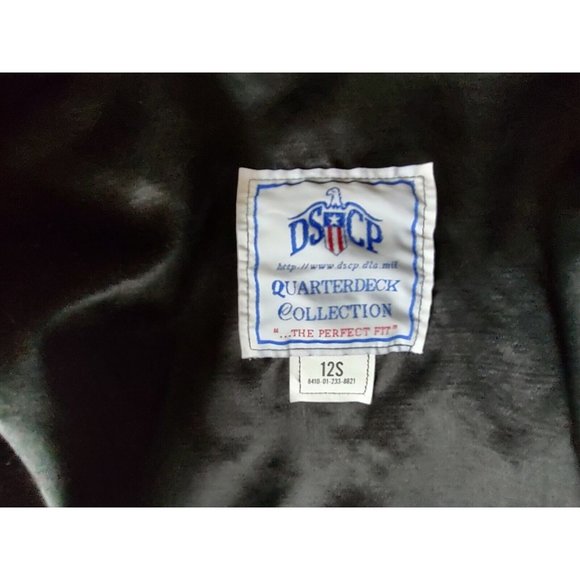 DSCP
http://www.dscp.dla.mil
QUARTERDECK
COLLECTION
"...THE PERFECT FIT"
12S
8410-01-233-8821